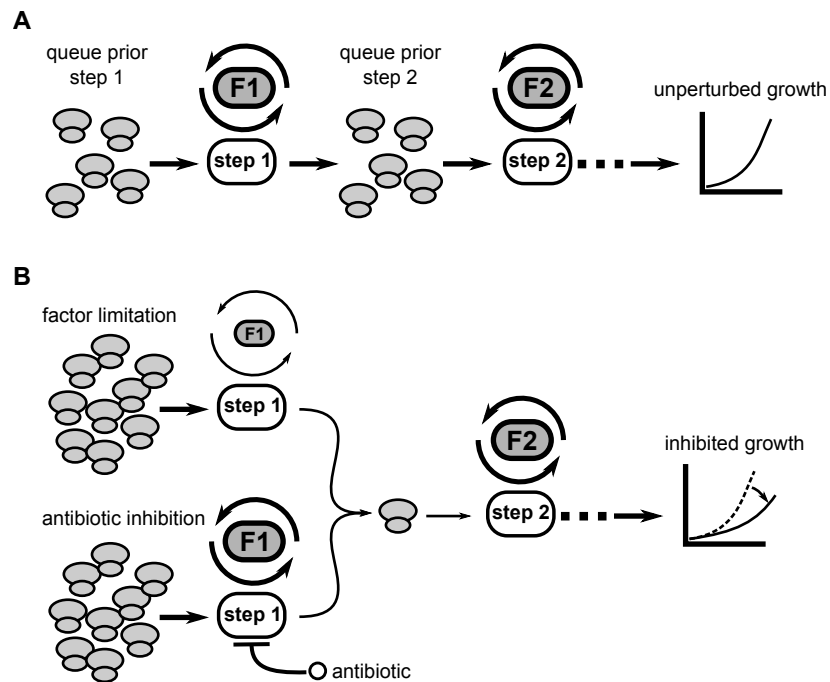 A
queue prior
step 1
F1
step 1
queue prior
step 2
F2
step 2
unperturbed growth
B
factor limitation
F1
step 1
antibiotic inhibition
F1
step 1
antibiotic
F2
step 2
inhibited growth